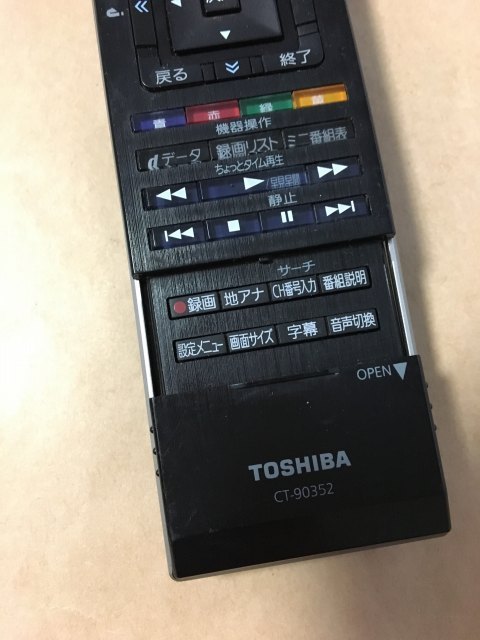 戻る 終了
青 赤 緑 黄
機器操作
dデータ 録画リスト ミニ番組表
ちょっとタイム再生
静止
サーチ
録画 地アナ CH番号入力 番組説明
設定メニュー 画面サイズ 字幕 音声切換
OPEN
TOSHIBA
CT-90352